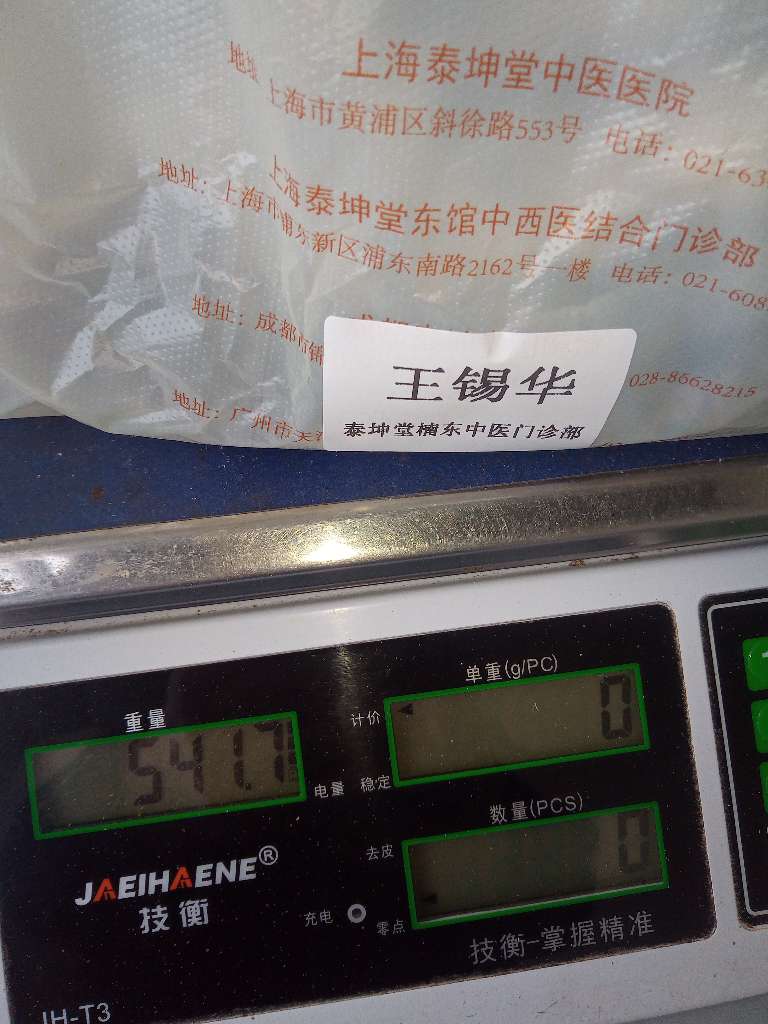 上海泰坤堂中医医院
地址 上海市黄浦区斜徐路553号 电话：021-63
上海泰坤堂东馆中西医结合门诊部
地址：上海市浦东新区浦东南路2162号一楼 电话：021-608
地址：成都市锦
028-86628215
地址：广州市天
王锡华
泰坤堂楠东中医门诊部
单重(g/PC)
重量
计价
0
541.7
电量 稳定
数量(PCS)
去皮
0
JAEIHAENE®
技衡
充电
零点
技衡-掌握精准
JH-T3